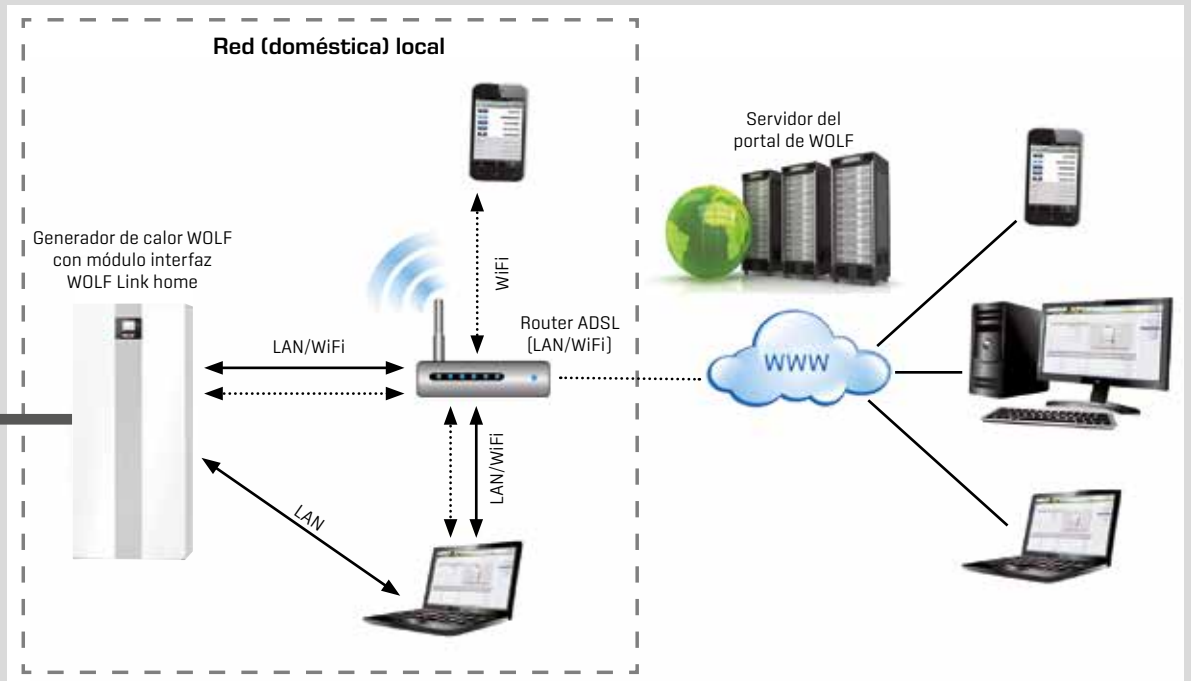 Red (doméstica) local
Servidor del
portal de WOLF
Generador de calor WOLF
con módulo interfaz
WOLF Link home
WiFi
Router ADSL
(LAN/WiFi)
LAN/WiFi
WWW
LAN/WiFi
LAN